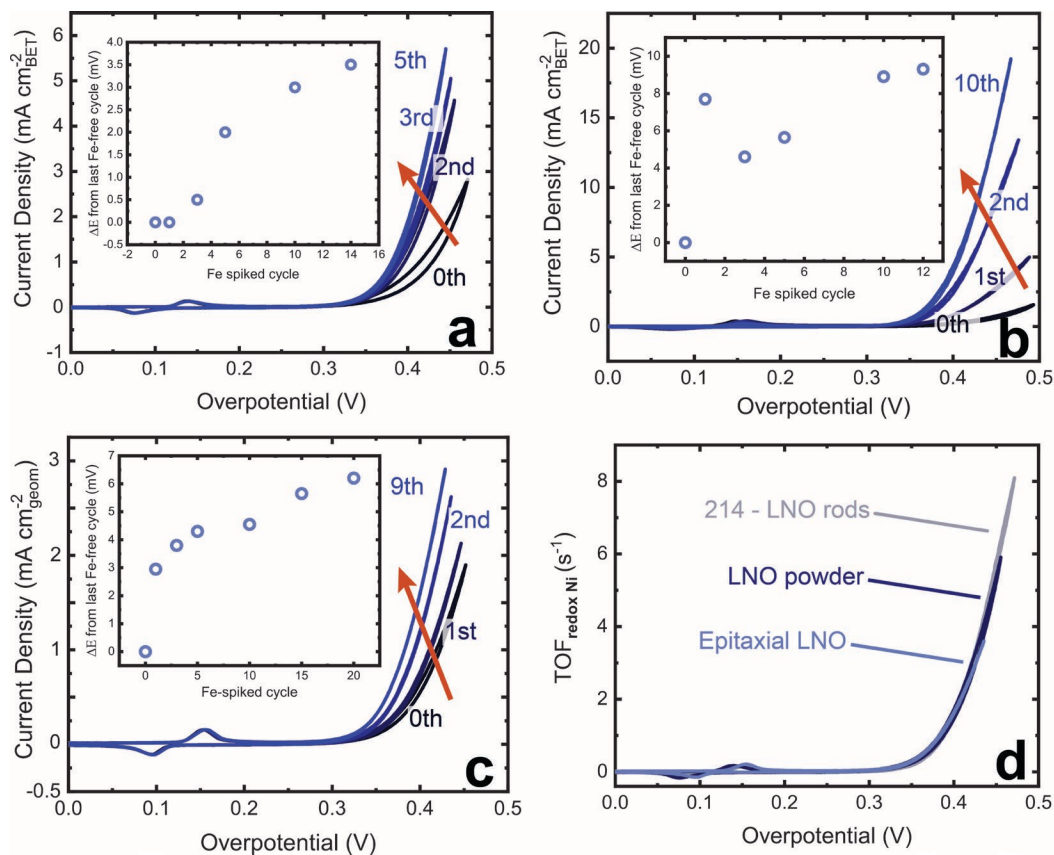 Current Density (mA cm⁻²BET)
6
5
4
3
2
1
0
-1
0.0 0.1 0.2 0.3 0.4 0.5
Overpotential (V)
ΔE from last Fe-free cycle (mV)
4.0
3.5
3.0
2.5
2.0
1.5
1.0
0.5
0.0
-0.5
-2 0 2 4 6 8 10 12 14 16
Fe spiked cycle
5th
3rd
2nd
0th
a
Current Density (mA cm⁻²BET)
20
15
10
5
0
0.0 0.1 0.2 0.3 0.4 0.5
Overpotential (V)
ΔE from last Fe-free cycle (mV)
10
8
6
4
2
0
0 2 4 6 8 10 12
Fe spiked cycle
10th
2nd
1st
0th
b
Current Density (mA cm⁻²geom)
3
2
1
0
-0.5
0.0 0.1 0.2 0.3 0.4 0.5
Overpotential (V)
ΔE from last Fe-free cycle (mV)
7
6
5
4
3
2
1
0
0 5 10 15 20
Fe-spiked cycle
9th
2nd
1st
0th
c
TOFredox Ni (s⁻¹)
8
6
4
2
0
0.0 0.1 0.2 0.3 0.4 0.5
Overpotential (V)
214 - LNO rods
LNO powder
Epitaxial LNO
d